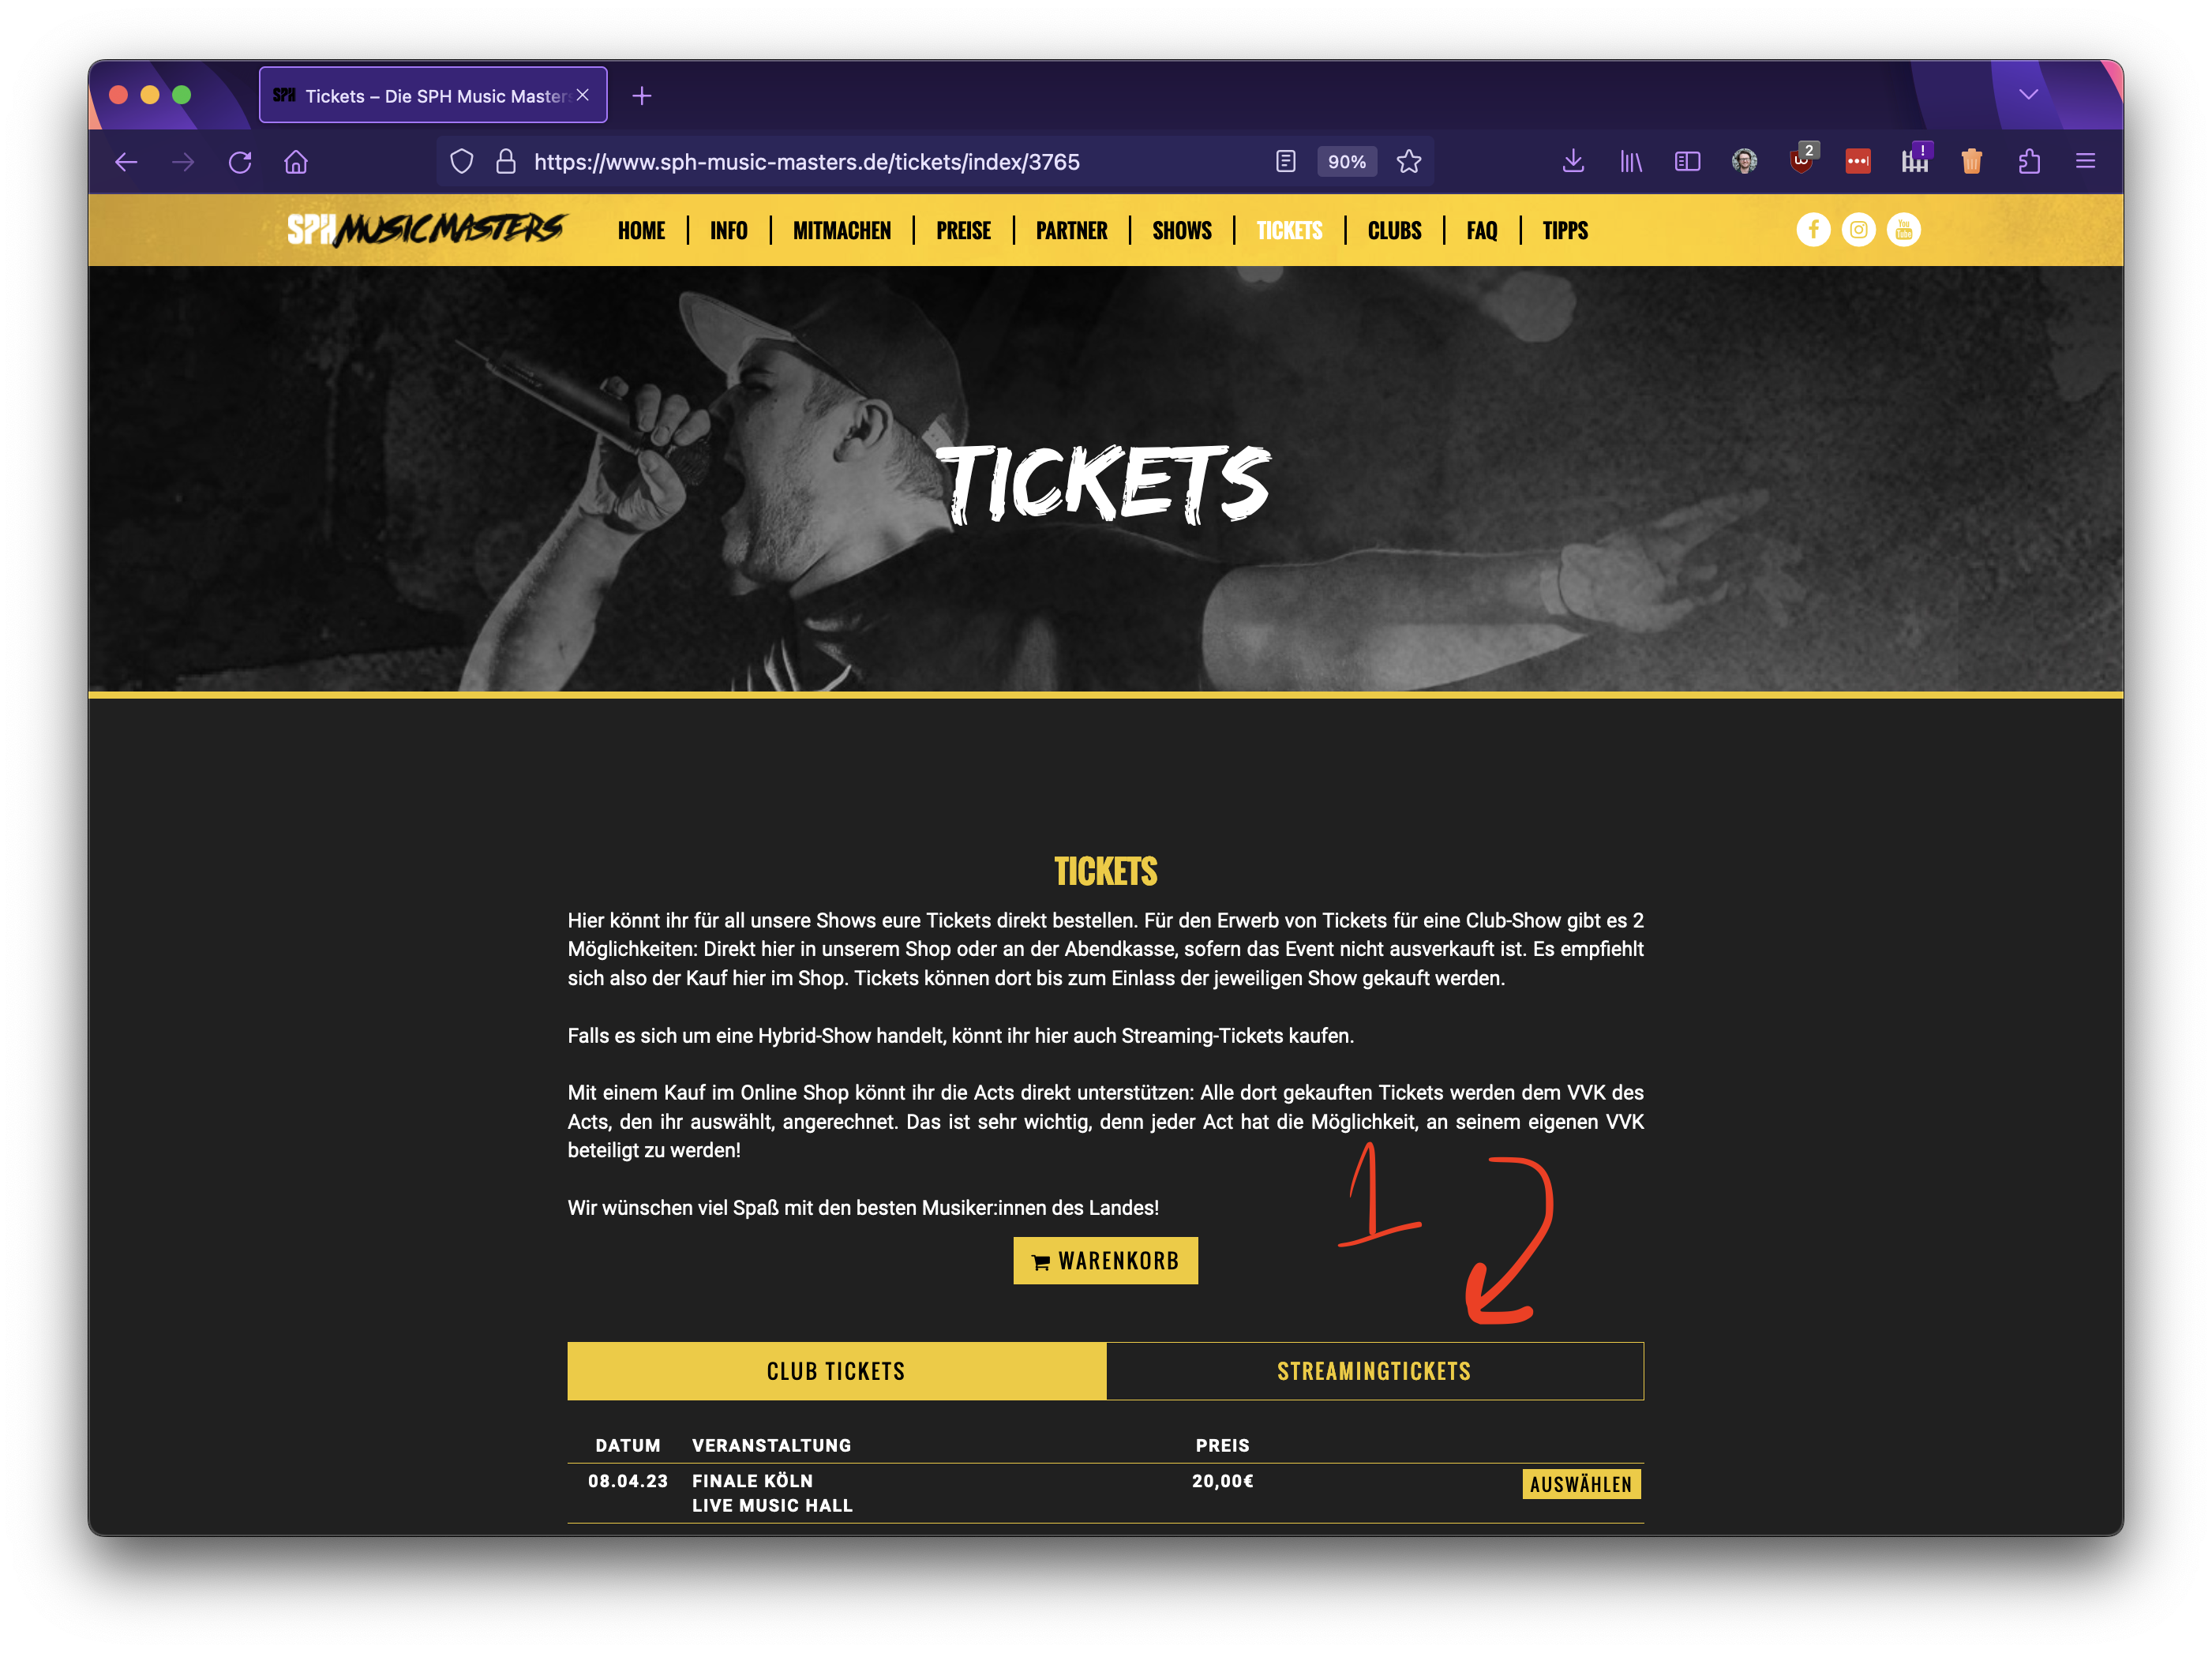 SPH Tickets – Die SPH Music Masters
https://www.sph-music-masters.de/tickets/index/3765
90%
2
!
SPH MUSIC MASTERS
HOME | INFO | MITMACHEN | PREISE | PARTNER | SHOWS | TICKETS | CLUBS | FAQ | TIPPS
You Tube
TICKETS
TICKETS
Hier könnt ihr für all unsere Shows eure Tickets direkt bestellen. Für den Erwerb von Tickets für eine Club-Show gibt es 2
Möglichkeiten: Direkt hier in unserem Shop oder an der Abendkasse, sofern das Event nicht ausverkauft ist. Es empfiehlt
sich also der Kauf hier im Shop. Tickets können dort bis zum Einlass der jeweiligen Show gekauft werden.
Falls es sich um eine Hybrid-Show handelt, könnt ihr hier auch Streaming-Tickets kaufen.
Mit einem Kauf im Online Shop könnt ihr die Acts direkt unterstützen: Alle dort gekauften Tickets werden dem VVK des
Acts, den ihr auswählt, angerechnet. Das ist sehr wichtig, denn jeder Act hat die Möglichkeit, an seinem eigenen VVK
beteiligt zu werden!
1
Wir wünschen viel Spaß mit den besten Musiker:innen des Landes!
WARENKORB
CLUB TICKETS STREAMINGTICKETS
DATUM VERANSTALTUNG PREIS
08.04.23 FINALE KÖLN 20,00€ AUSWÄHLEN
LIVE MUSIC HALL